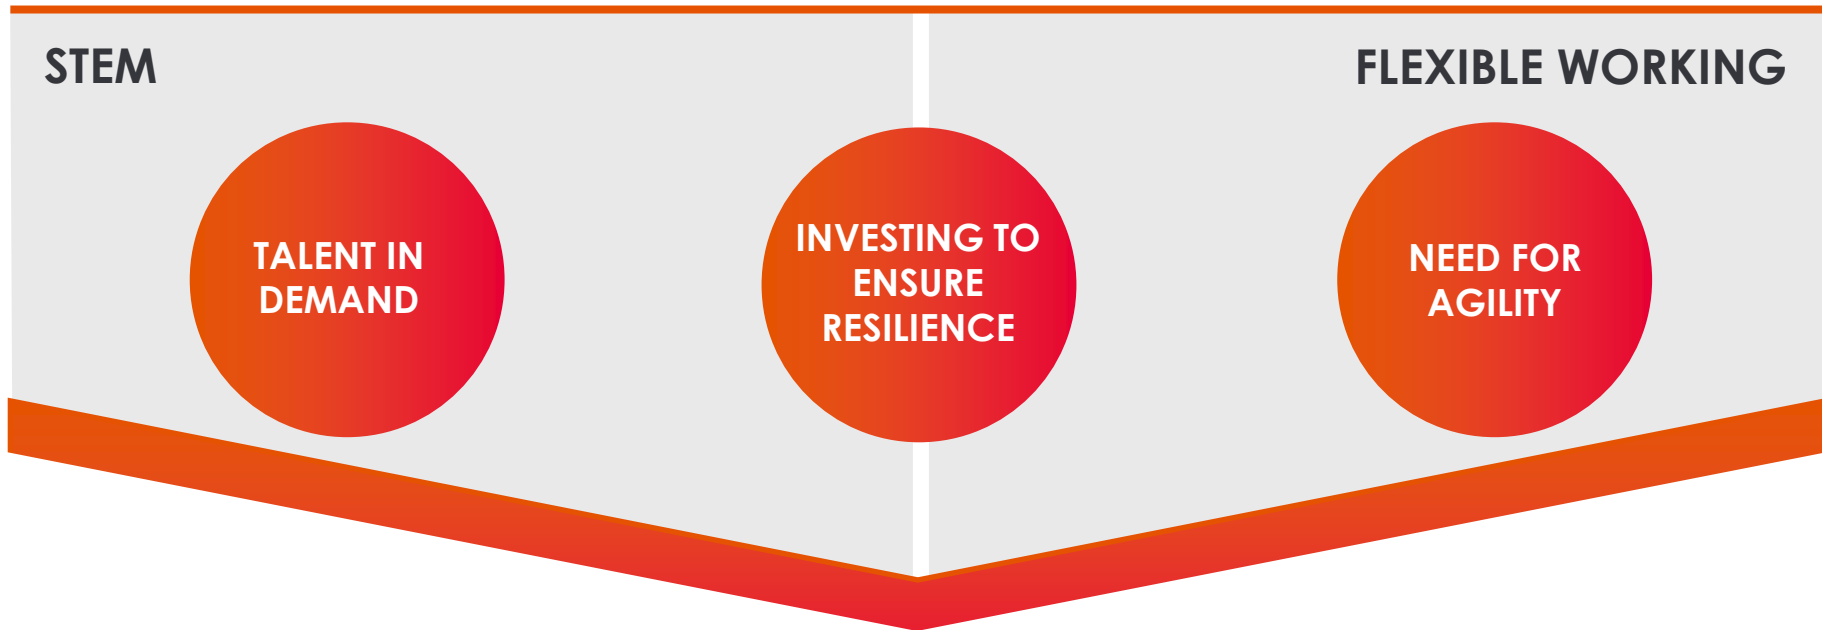 STEM
FLEXIBLE WORKING
TALENT IN
DEMAND
INVESTING TO
ENSURE
RESILIENCE
NEED FOR
AGILITY